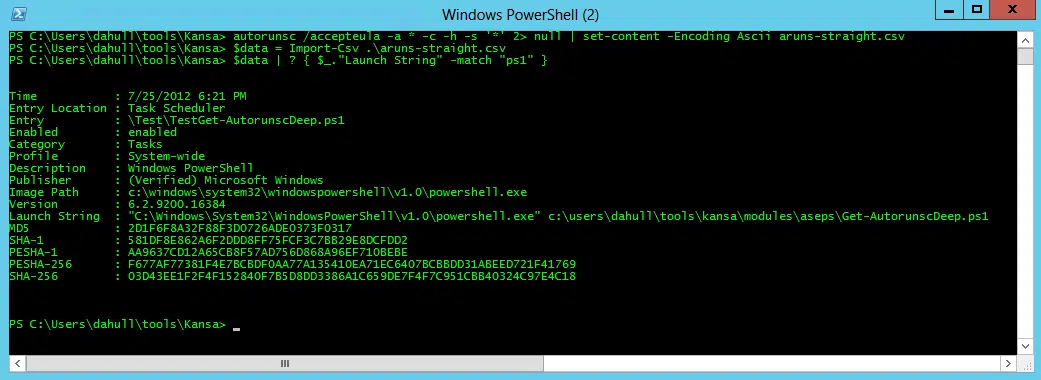 Windows PowerShell (2)
PS C:\Users\dahull\tools\Kansa> autorunsc /accepteula -a * -c -h -s '*' 2> null | set-content -Encoding Ascii aruns-straight.csv
PS C:\Users\dahull\tools\Kansa> $data = Import-Csv .\aruns-straight.csv
PS C:\Users\dahull\tools\Kansa> $data | ? { $_."Launch String" -match "ps1" }
Time : 7/25/2012 6:21 PM
Entry Location : Task Scheduler
Entry : \Test\TestGet-AutorunscDeep.ps1
Enabled : enabled
Category : Tasks
Profile : System-wide
Description : Windows PowerShell
Publisher : (Verified) Microsoft Windows
Image Path : c:\windows\system32\windowspowershell\v1.0\powershell.exe
Version : 6.2.9200.16384
Launch String : "C:\Windows\System32\WindowsPowerShell\v1.0\powershell.exe" c:\users\dahull\tools\kansa\modules\aseps\Get-AutorunscDeep.ps1
MD5 : 2D1F6F8A32F88F3D0726ADE0373F0317
SHA-1 : 581DF8E862A6F2DDD8FF75FCF3C7BB29E8DCFDD2
PESHA-1 : AA9637CD12A65CB8F57AD756D868A96EF710BEBE
PESHA-256 : F677AF77381F4E7BCBDF0AA77A135410EA71EC6407BCBBDD31ABEED721F41769
SHA-256 : 03D43EE1F2F4F152840F7B5D8DD3386A1C659DE7F4F7C951CBB40324C97E4C18
PS C:\Users\dahull\tools\Kansa>